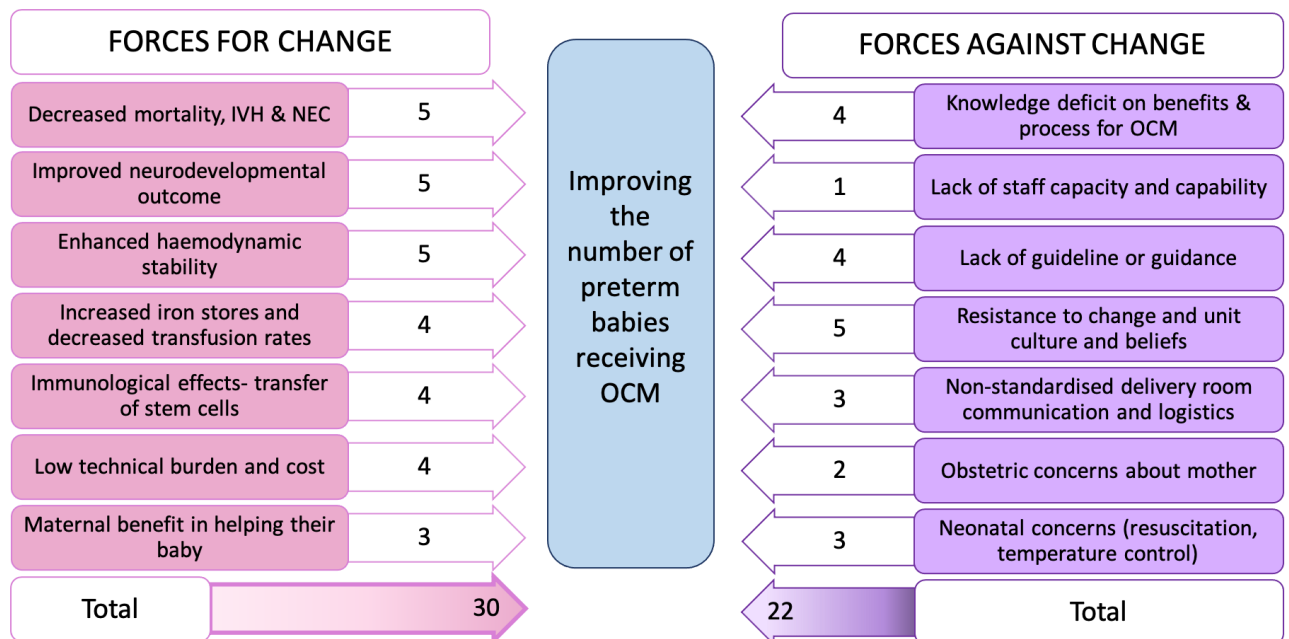 FORCES FOR CHANGE
Decreased mortality, IVH & NEC
5
Improved neurodevelopmental
outcome
5
Enhanced haemodynamic
stability
5
Increased iron stores and
decreased transfusion rates
4
Immunological effects- transfer
of stem cells
4
Low technical burden and cost
4
Maternal benefit in helping their
baby
3
Total
30
Improving
the
number of
preterm
babies
receiving
OCM
FORCES AGAINST CHANGE
4
Knowledge deficit on benefits &
process for OCM
1
Lack of staff capacity and capability
4
Lack of guideline or guidance
5
Resistance to change and unit
culture and beliefs
3
Non-standardised delivery room
communication and logistics
2
Obstetric concerns about mother
3
Neonatal concerns (resuscitation,
temperature control)
22
Total